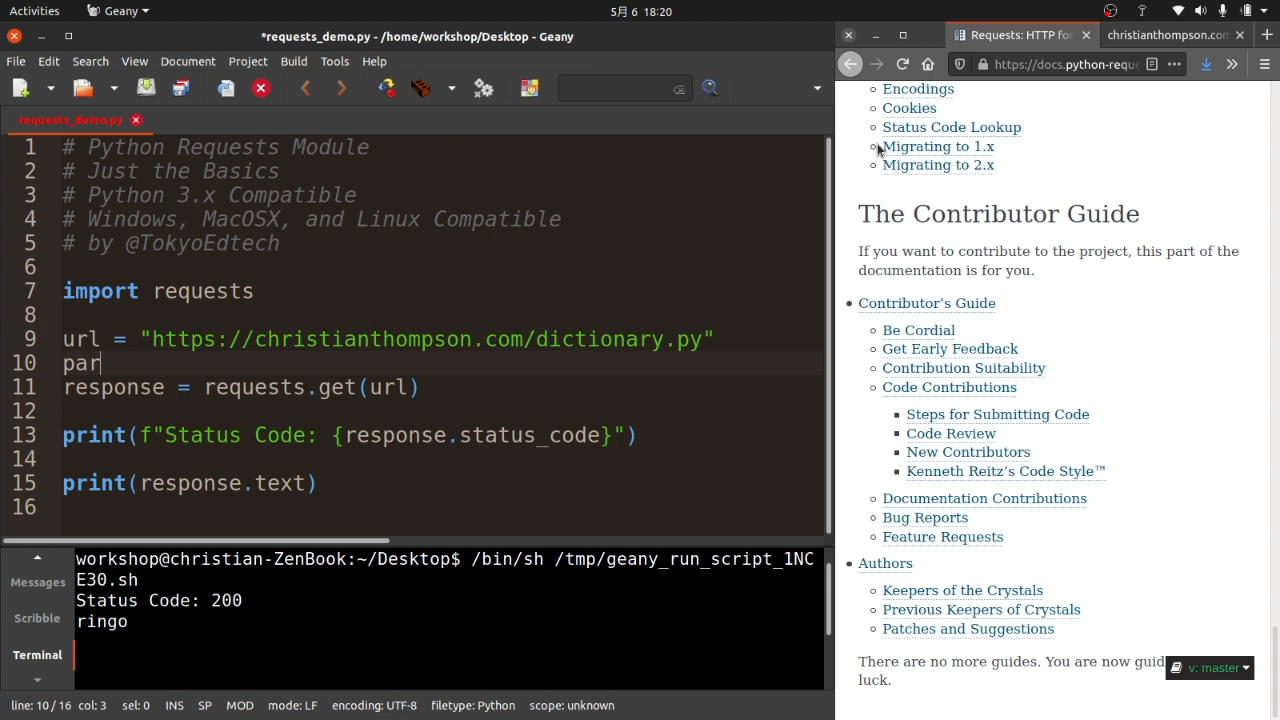 Activities
Geany
5月 6 18:20
*requests_demo.py - /home/workshop/Desktop - Geany
File Edit Search View Document Project Build Tools Help
requests_demo.py
1 # Python Requests Module
2 # Just the Basics
3 # Python 3.x Compatible
4 # Windows, MacOSX, and Linux Compatible
5 # by @TokyoEdtech
6
7 import requests
8
9 url = "https://christianthompson.com/dictionary.py"
10 par
11 response = requests.get(url)
12
13 print(f"Status Code: {response.status_code}")
14
15 print(response.text)
16
Messages
Scribble
Terminal
workshop@christian-ZenBook:~/Desktop$ /bin/sh /tmp/geany_run_script_1NC
E30.sh
Status Code: 200
ringo
line: 10 / 16 col: 3 sel: 0 INS SP MOD mode: LF encoding: UTF-8 filetype: Python scope: unknown
Requests: HTTP for
christianthompson.com
https://docs.python-reque
Encodings
Cookies
Status Code Lookup
Migrating to 1.x
Migrating to 2.x
The Contributor Guide
If you want to contribute to the project, this part of the
documentation is for you.
Contributor’s Guide
Be Cordial
Get Early Feedback
Contribution Suitability
Code Contributions
Steps for Submitting Code
Code Review
New Contributors
Kenneth Reitz’s Code Style™
Documentation Contributions
Bug Reports
Feature Requests
Authors
Keepers of the Crystals
Previous Keepers of Crystals
Patches and Suggestions
There are no more guides. You are now guid
luck.
v: master